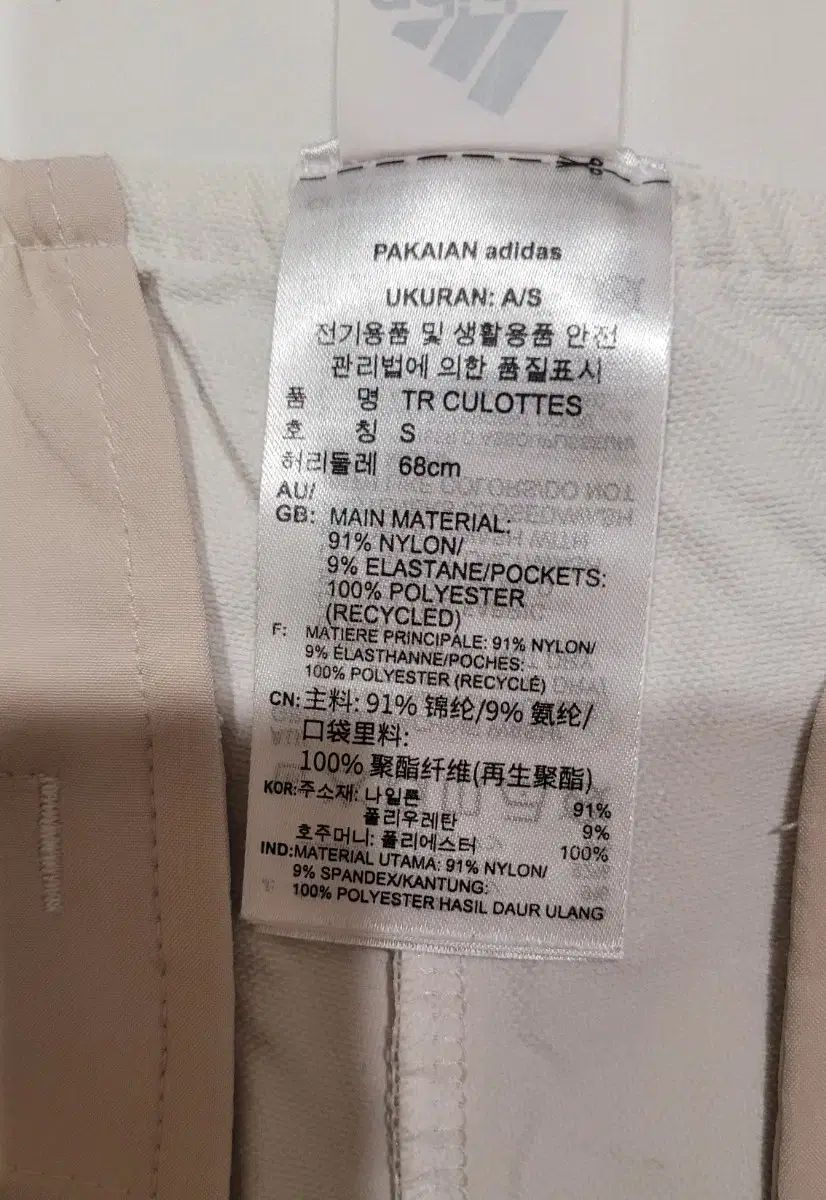 PAKAIAN adidas
UKURAN: A/S
전기용품 및 생활용품 안전
관리법에 의한 품질표시
품 명 TR CULOTTES
호 칭 S
허리둘레 68cm
AU/
GB: MAIN MATERIAL:
91% NYLON/
9% ELASTANE/POCKETS:
100% POLYESTER
(RECYCLED)
F: MATIERE PRINCIPALE: 91% NYLON/
9% ÉLASTHANNE/POCHES:
100% POLYESTER (RECYCLÉ)
CN: 主料: 91% 锦纶/9% 氨纶/
口袋里料:
100% 聚酯纤维(再生聚酯)
KOR: 주소재: 나일론 91%
폴리우레탄 9%
호주머니: 폴리에스터 100%
IND: MATERIAL UTAMA: 91% NYLON/
9% SPANDEX/KANTUNG:
100% POLYESTER HASIL DAUR ULANG